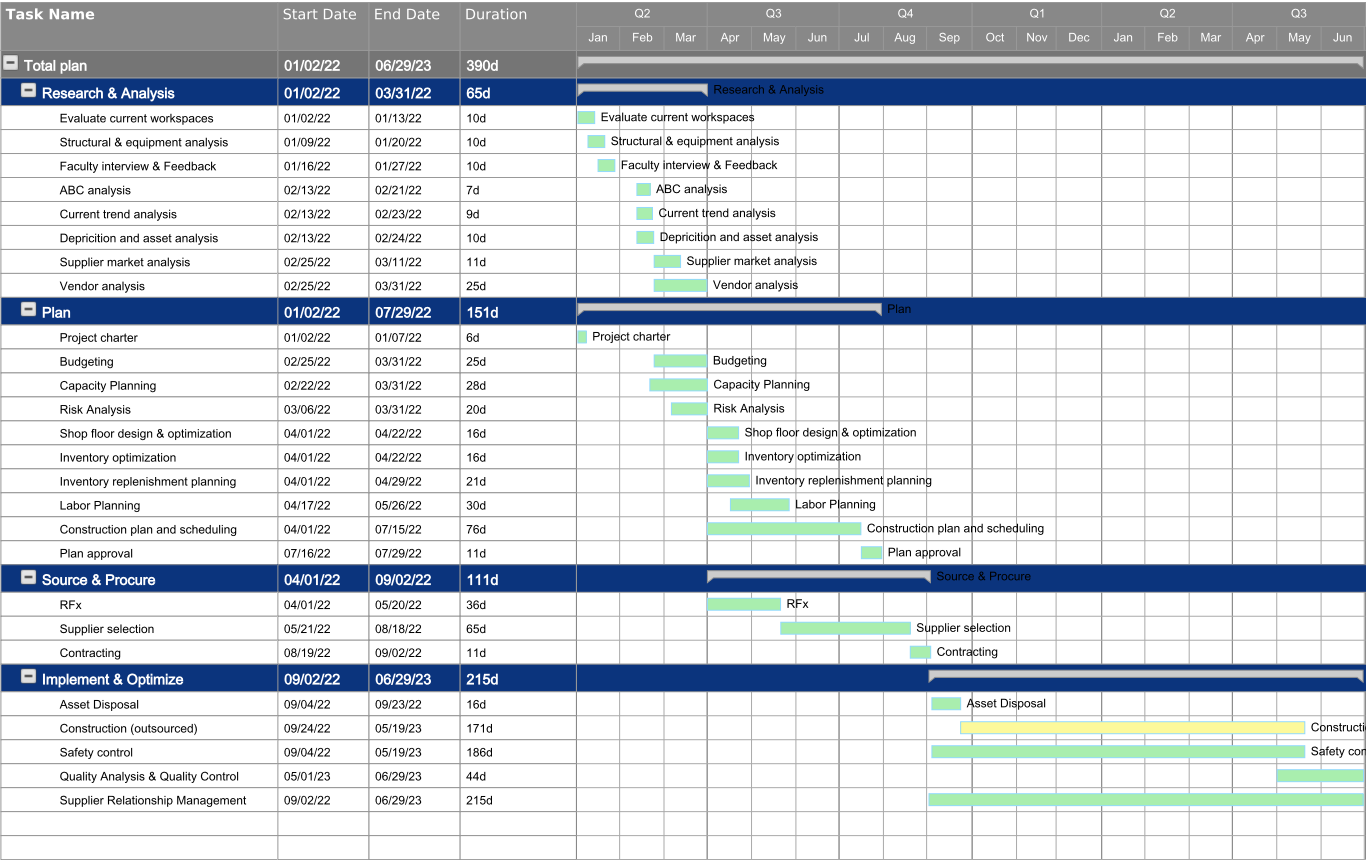 Task Name Start Date End Date Duration Q2 Q3 Q4 Q1 Q2 Q3
Jan Feb Mar Apr May Jun Jul Aug Sep Oct Nov Dec Jan Feb Mar Apr May Jun
Total plan 01/02/22 06/29/23 390d
Research & Analysis 01/02/22 03/31/22 65d Research & Analysis
Evaluate current workspaces 01/02/22 01/13/22 10d Evaluate current workspaces
Structural & equipment analysis 01/09/22 01/20/22 10d Structural & equipment analysis
Faculty interview & Feedback 01/16/22 01/27/22 10d Faculty interview & Feedback
ABC analysis 02/13/22 02/21/22 7d ABC analysis
Current trend analysis 02/13/22 02/23/22 9d Current trend analysis
Depricition and asset analysis 02/13/22 02/24/22 10d Depricition and asset analysis
Supplier market analysis 02/25/22 03/11/22 11d Supplier market analysis
Vendor analysis 02/25/22 03/31/22 25d Vendor analysis
Plan 01/02/22 07/29/22 151d Plan
Project charter 01/02/22 01/07/22 6d Project charter
Budgeting 02/25/22 03/31/22 25d Budgeting
Capacity Planning 02/22/22 03/31/22 28d Capacity Planning
Risk Analysis 03/06/22 03/31/22 20d Risk Analysis
Shop floor design & optimization 04/01/22 04/22/22 16d Shop floor design & optimization
Inventory optimization 04/01/22 04/22/22 16d Inventory optimization
Inventory replenishment planning 04/01/22 04/29/22 21d Inventory replenishment planning
Labor Planning 04/17/22 05/26/22 30d Labor Planning
Construction plan and scheduling 04/01/22 07/15/22 76d Construction plan and scheduling
Plan approval 07/16/22 07/29/22 11d Plan approval
Source & Procure 04/01/22 09/02/22 111d Source & Procure
RFx 04/01/22 05/20/22 36d RFx
Supplier selection 05/21/22 08/18/22 65d Supplier selection
Contracting 08/19/22 09/02/22 11d Contracting
Implement & Optimize 09/02/22 06/29/23 215d
Asset Disposal 09/04/22 09/23/22 16d Asset Disposal
Construction (outsourced) 09/24/22 05/19/23 171d Constructi
Safety control 09/04/22 05/19/23 186d Safety con
Quality Analysis & Quality Control 05/01/23 06/29/23 44d
Supplier Relationship Management 09/02/22 06/29/23 215d